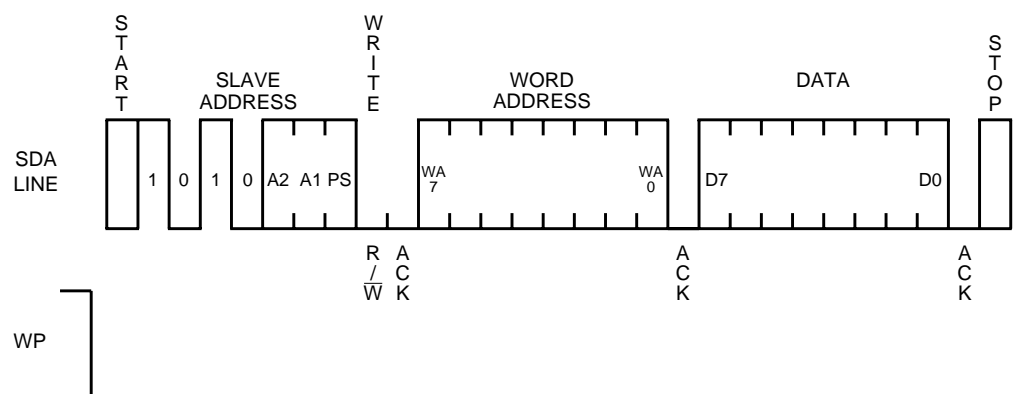 START
WRITE
STOP
SLAVE
ADDRESS
WORD
ADDRESS
DATA
SDA
LINE
1 0 1 0 A2 A1 PS
WA
7
WA
0
D7 D0
R/W
ACK
ACK
ACK
WP